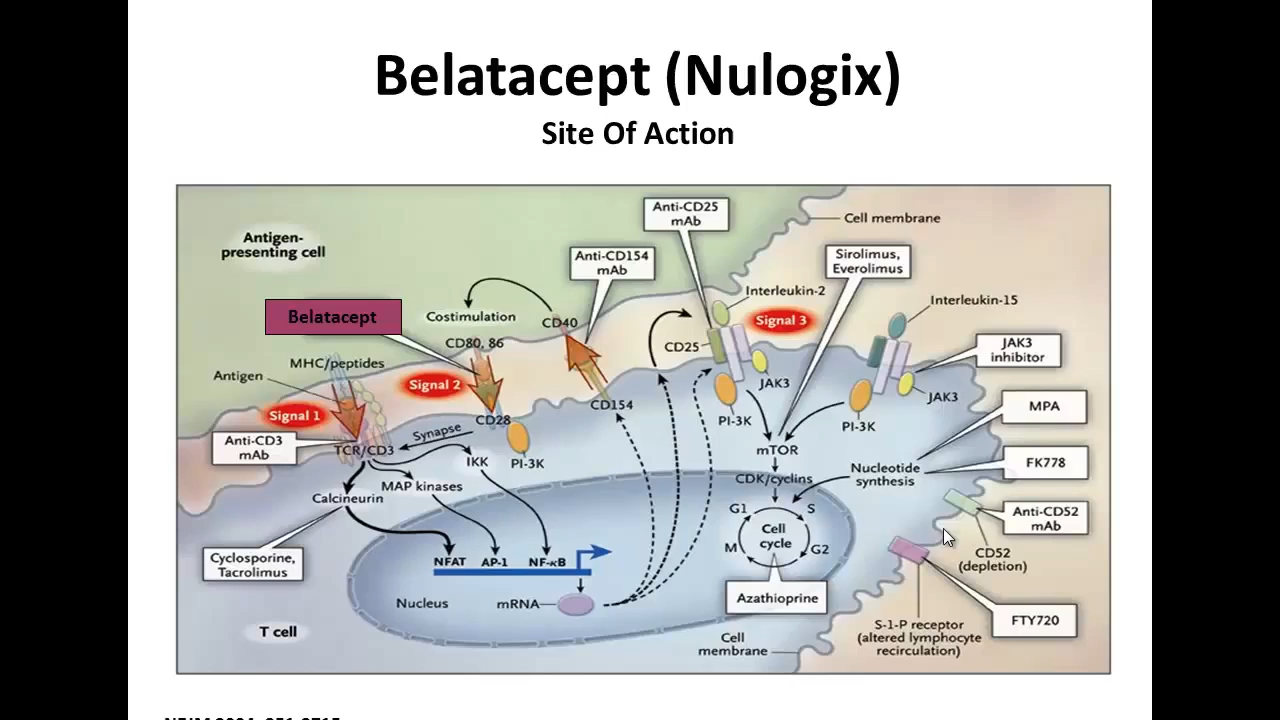 Belatacept (Nulogix)
Site Of Action
Anti-CD25
mAb
Cell membrane
Antigen-
presenting cell
Anti-CD154
mAb
Sirolimus,
Everolimus
Interleukin-2
Interleukin-15
Belatacept
Costimulation
CD40
Signal 3
CD80, 86
CD25
JAK3
inhibitor
MHC/peptides
Antigen
Signal 2
JAK3
JAK3
Signal 1
CD28
CD154
PI-3K
PI-3K
MPA
Anti-CD3
mAb
TCR/CD3
Synapse
IKK
PI-3K
mTOR
Nucleotide
synthesis
FK778
MAP kinases
CDK/cyclins
Calcineurin
G1
S
Anti-CD52
mAb
Cell
cycle
M
G2
CD52
(depletion)
Cyclosporine,
Tacrolimus
NFAT
AP-1
NF-κB
Nucleus
mRNA
Azathioprine
FTY720
T cell
Cell
membrane
S-1-P receptor
(altered lymphocyte
recirculation)